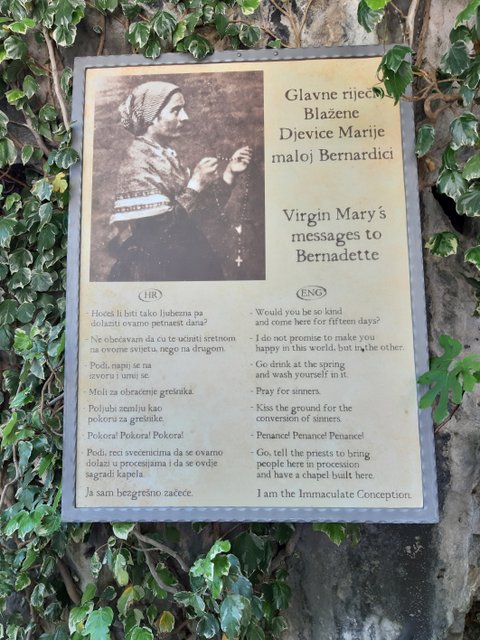 Glavne riječi
Blažene
Djevice Marije
maloj Bernardici
Virgin Mary's
messages to
Bernadette
HR
- Hoćeš li biti tako ljubezna pa
dolaziti ovamo petnaest dana?
- Ne obećavam da ću te učiniti sretnom
na ovome svijetu, nego na drugom.
- Pođi, napij se na
izvoru i umij se.
- Moli za obraćenje grešnika.
- Poljubi zemlju kao
pokoru za grešnike.
- Pokora! Pokora! Pokora!
- Pođi, reci svećenicima da se ovamo
dolazi u procesijama i da se ovdje
sagradi kapela.
Ja sam bezgrešno začeće.
ENG
- Would you be so kind
and come here for fifteen days?
- I do not promise to make you
happy in this world, but in the other.
- Go drink at the spring
and wash yourself in it.
- Pray for sinners.
- Kiss the ground for the
conversion of sinners.
- Penance! Penance! Penance!
- Go, tell the priests to bring
people here in procession
and have a chapel built here.
I am the Immaculate Conception.